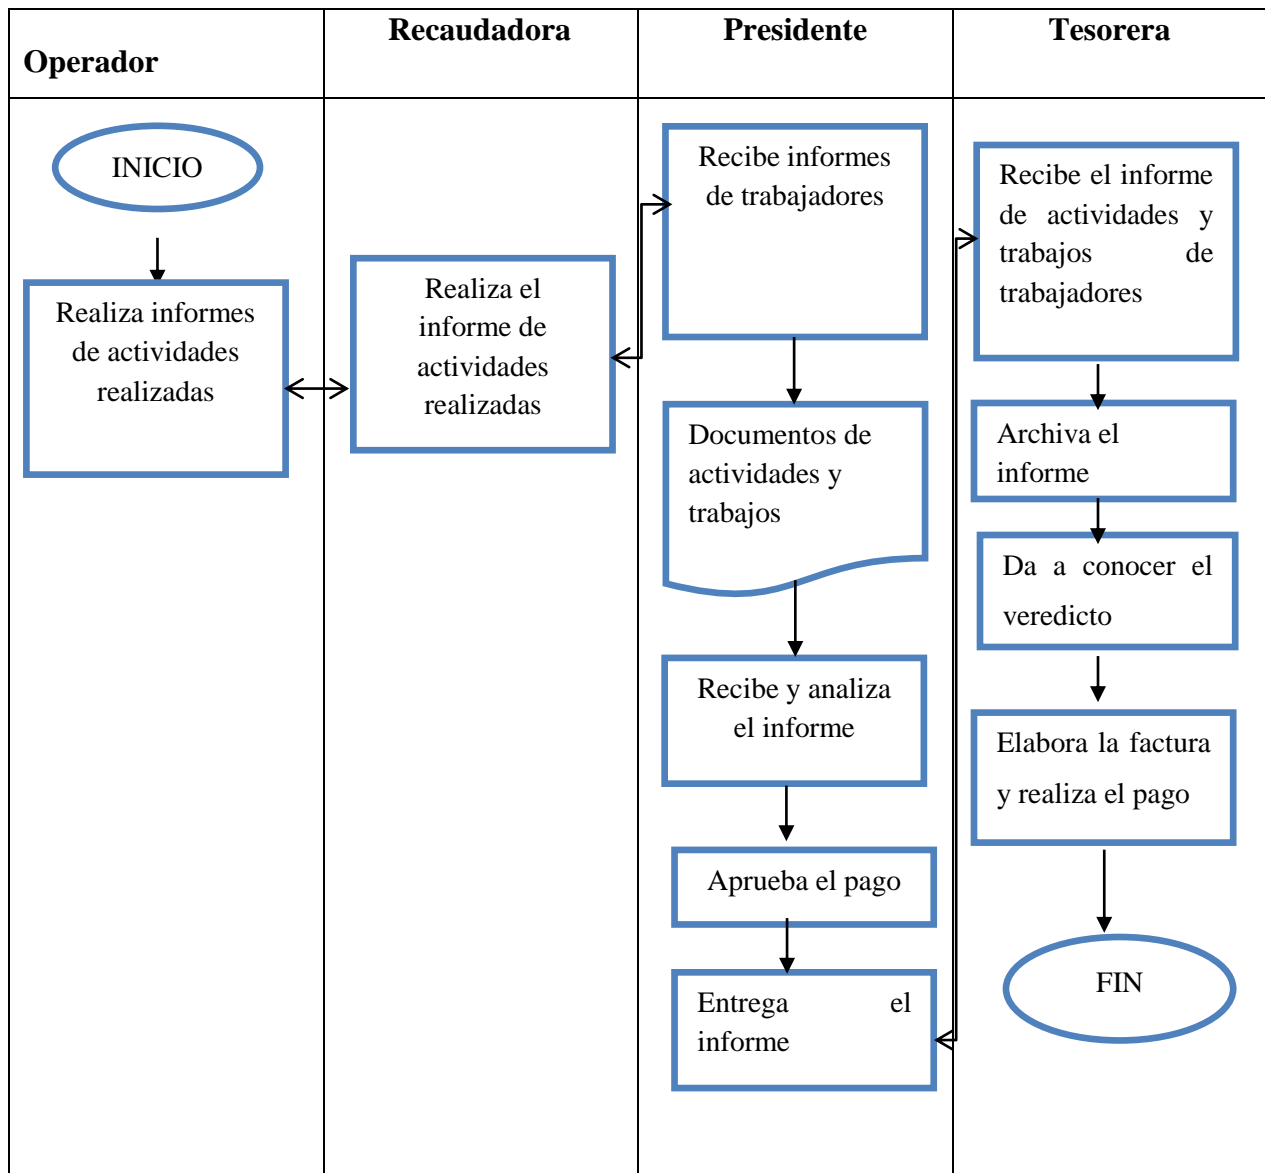 Operador
Recaudadora
Presidente
Tesorera
INICIO
Realiza informes
de actividades
realizadas
Realiza el
informe de
actividades
realizadas
Recibe informes
de trabajadores
Documentos de
actividades y
trabajos
Recibe y analiza
el informe
Aprueba el pago
Entrega el
informe
Recibe el informe
de actividades y
trabajos de
trabajadores
Archiva el
informe
Da a conocer el
veredicto
Elabora la factura
y realiza el pago
FIN